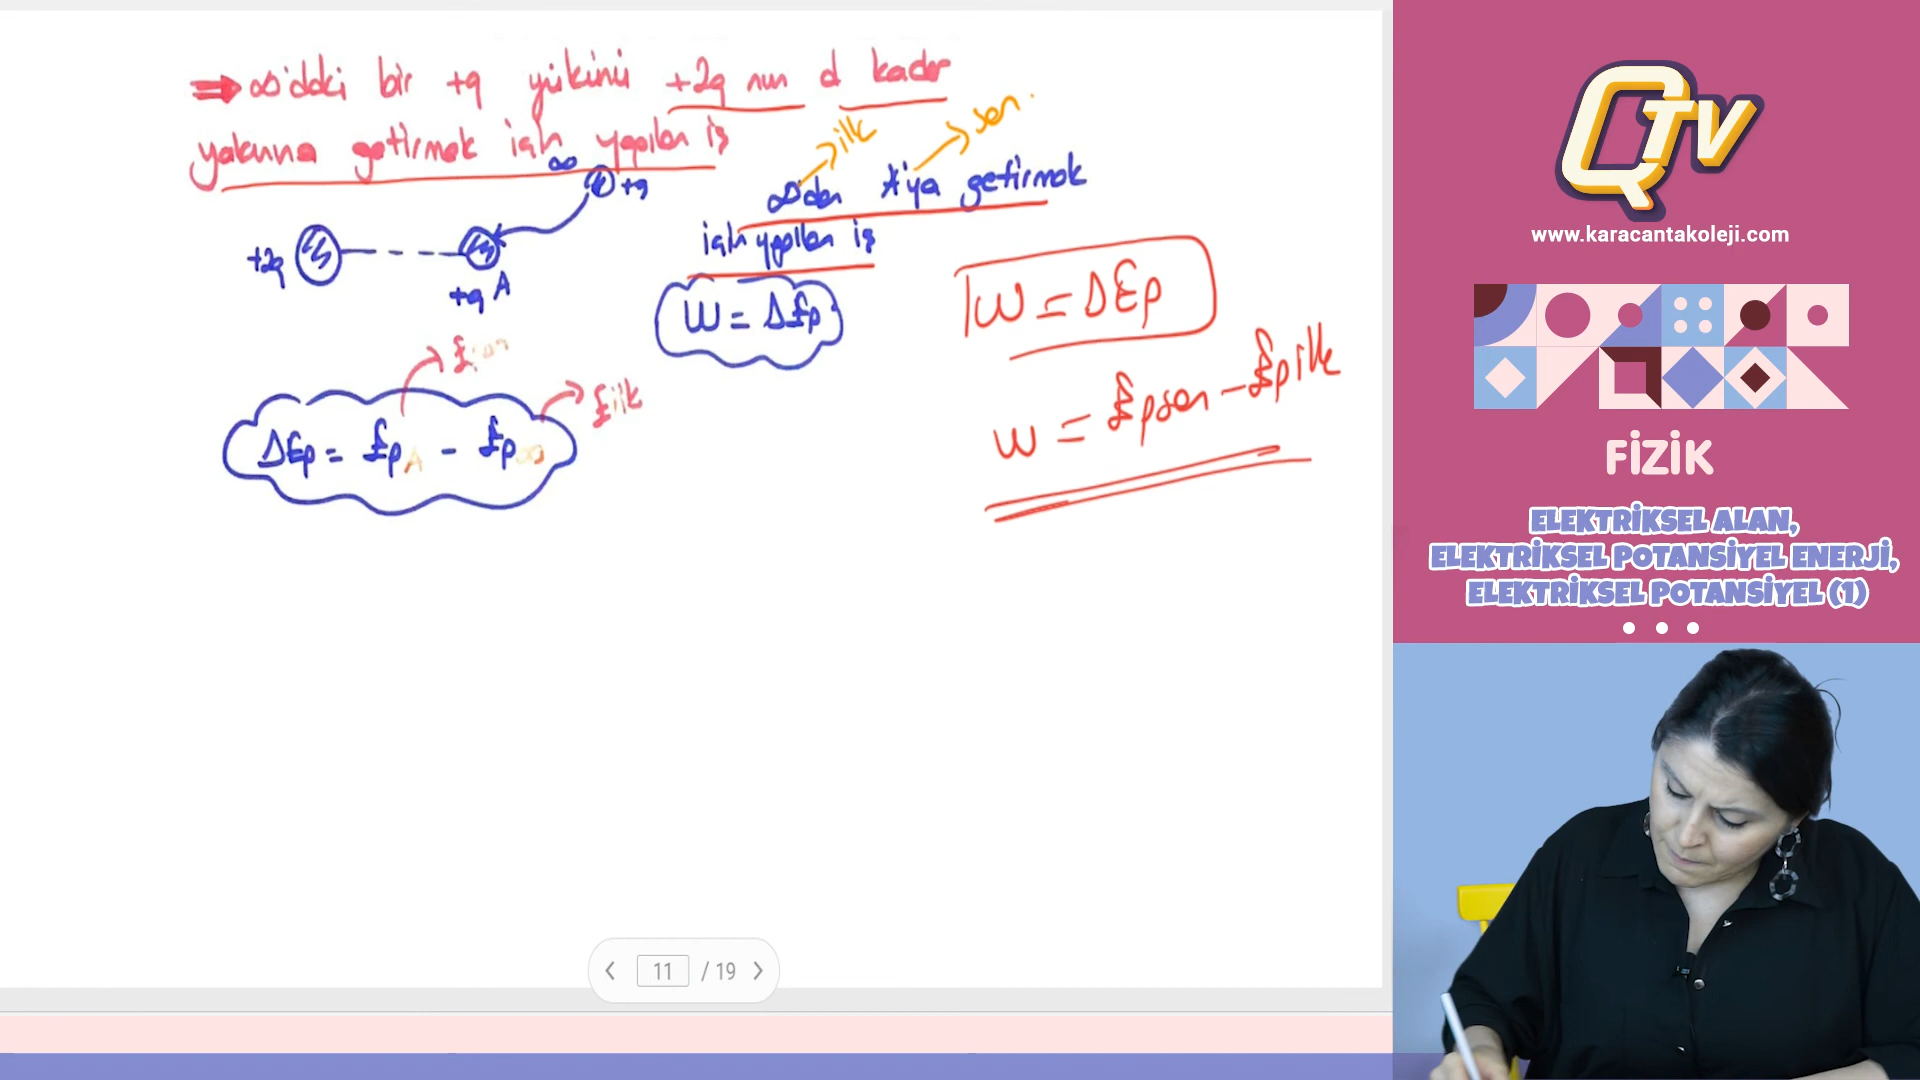 ⇒ ∞'daki bir +q yükünü +2q nun d kadar
yakınına getirmek için yapılan iş
ilk
son
∞
+q
∞dan A'ya getirmek
için yapılan iş
+2q
+q A
W = ΔEp
W = ΔEp
Eson
Eilk
W = Epson - Epilk
ΔEp = EpA - Ep∞
11 / 19
QTV
www.karacantakoleji.com
FİZİK
ELEKTRİKSEL ALAN,
ELEKTRİKSEL POTANSİYEL ENERJİ,
ELEKTRİKSEL POTANSİYEL (1)